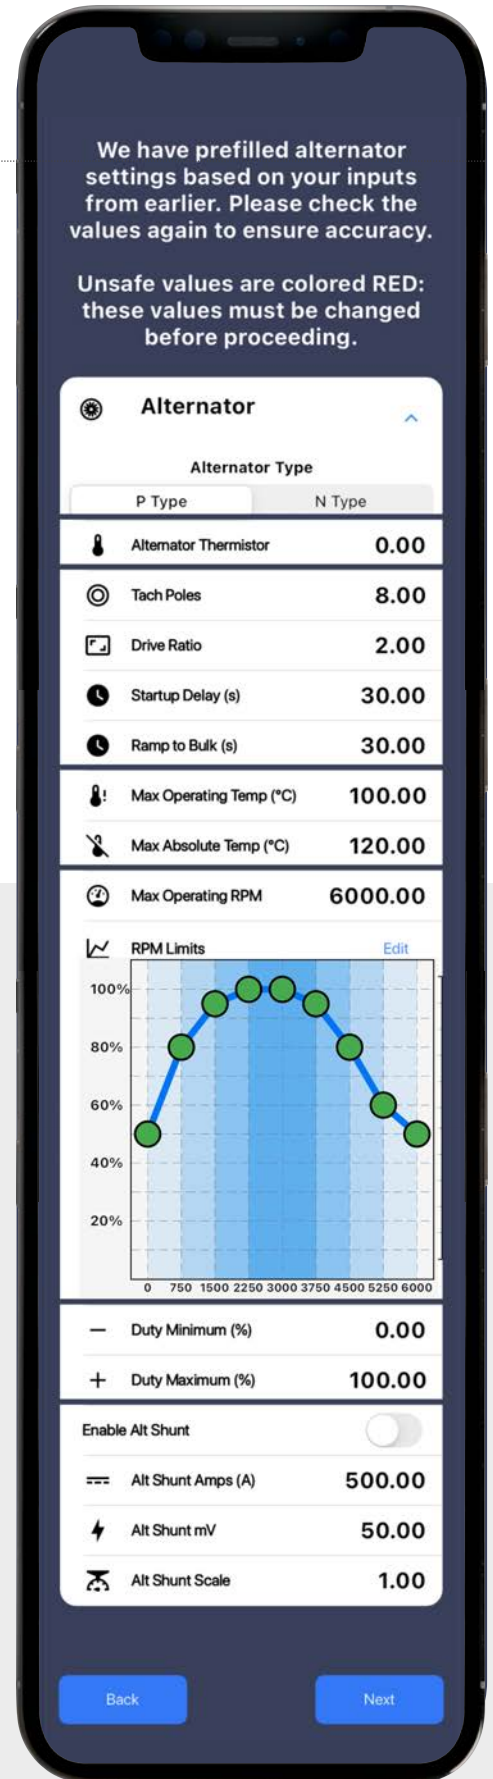 We have prefilled alternator
settings based on your inputs
from earlier. Please check the
values again to ensure accuracy.
Unsafe values are colored RED:
these values must be changed
before proceeding.
Alternator
Alternator Type
P Type N Type
Alternator Thermistor 0.00
Tach Poles 8.00
Drive Ratio 2.00
Startup Delay (s) 30.00
Ramp to Bulk (s) 30.00
Max Operating Temp (°C) 100.00
Max Absolute Temp (°C) 120.00
Max Operating RPM 6000.00
RPM Limits Edit
100%
80%
60%
40%
20%
0 750 1500 2250 3000 3750 4500 5250 6000
Duty Minimum (%) 0.00
Duty Maximum (%) 100.00
Enable Alt Shunt
Alt Shunt Amps (A) 500.00
Alt Shunt mV 50.00
Alt Shunt Scale 1.00
Back Next